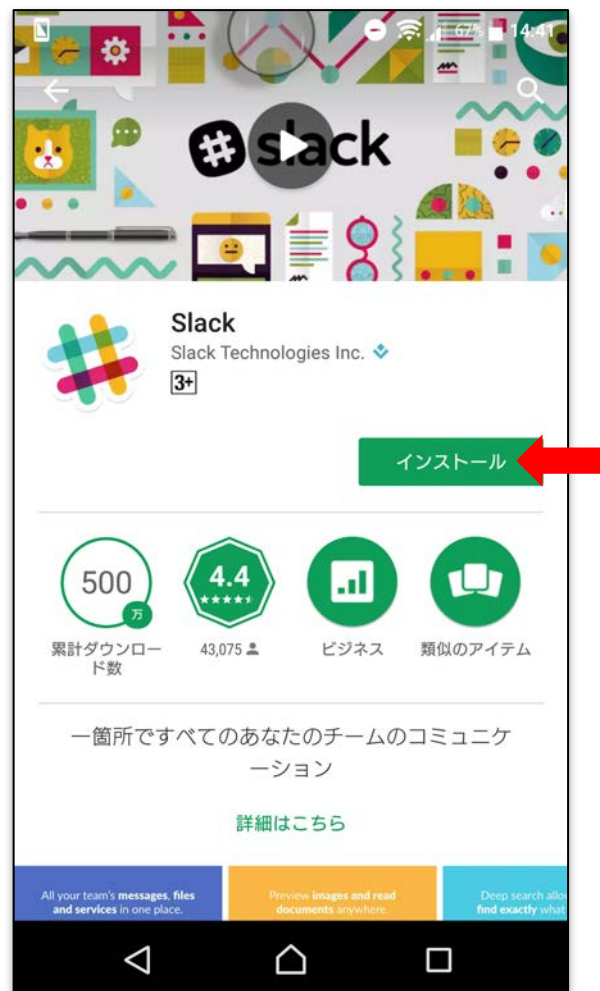 67% 14:41
slack
Slack
Slack Technologies Inc.
3+
インストール
500
万
4.4
累計ダウンロー
ド数
43,075
ビジネス
類似のアイテム
一箇所ですべてのあなたのチームのコミュニケ
ーション
詳細はこちら
All your team's messages, files
and services in one place.
Preview images and read
documents anywhere.
Deep search allo
find exactly what